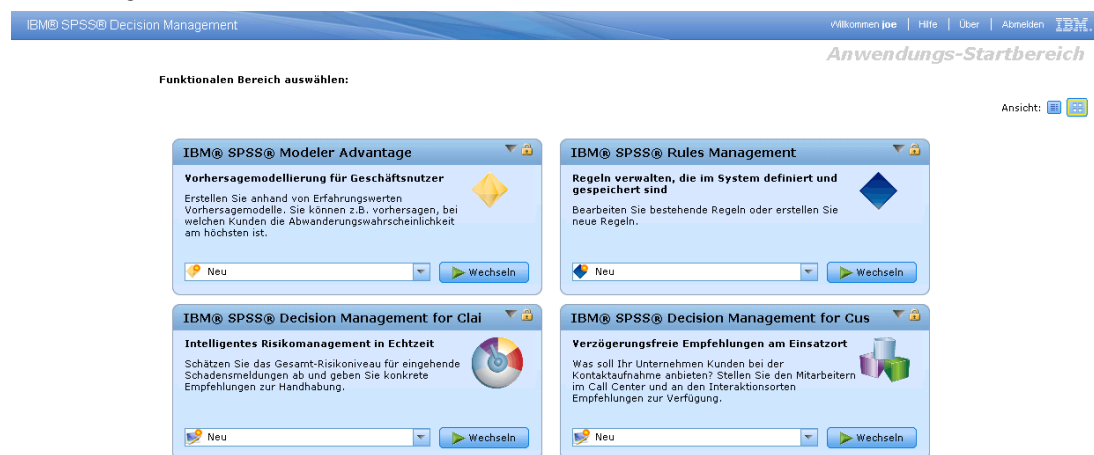 IBM® SPSS® Decision Management
Willkommen joe | Hilfe | Über | Abmelden IBM.
Anwendungs-Startbereich
Funktionalen Bereich auswählen:
Ansicht:
IBM® SPSS® Modeler Advantage
Vorhersagemodellierung für Geschäftsnutzer
Erstellen Sie anhand von Erfahrungswerten
Vorhersagemodelle. Sie können z.B. vorhersagen, bei
welchen Kunden die Abwanderungswahrscheinlichkeit
am höchsten ist.
Neu
Wechseln
IBM® SPSS® Rules Management
Regeln verwalten, die im System definiert und
gespeichert sind
Bearbeiten Sie bestehende Regeln oder erstellen Sie
neue Regeln.
Neu
Wechseln
IBM® SPSS® Decision Management for Clai
Intelligentes Risikomanagement in Echtzeit
Schätzen Sie das Gesamt-Risikoniveau für eingehende
Schadensmeldungen ab und geben Sie konkrete
Empfehlungen zur Handhabung.
Neu
Wechseln
IBM® SPSS® Decision Management for Cus
Verzögerungsfreie Empfehlungen am Einsatzort
Was soll Ihr Unternehmen Kunden bei der
Kontaktaufnahme anbieten? Stellen Sie den Mitarbeitern
im Call Center und an den Interaktionsorten
Empfehlungen zur Verfügung.
Neu
Wechseln